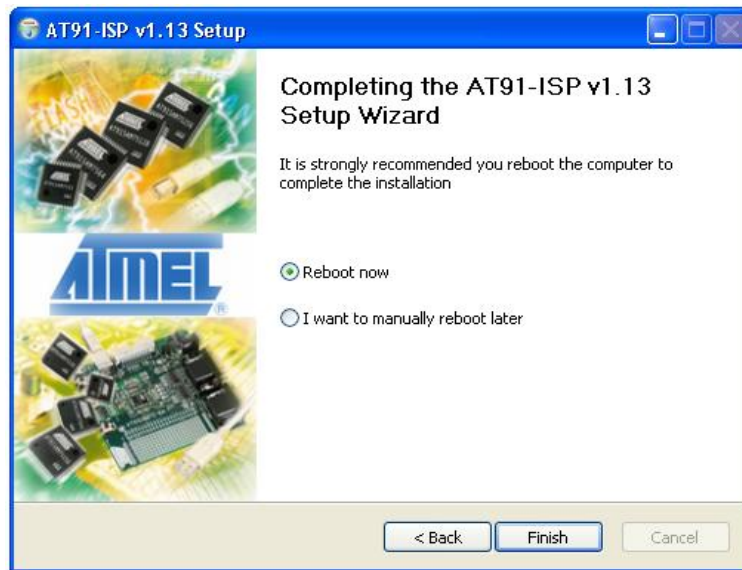 AT91-ISP v1.13 Setup
Completing the AT91-ISP v1.13
Setup Wizard
It is strongly recommended you reboot the computer to
complete the installation
ATMEL
®
Reboot now
I want to manually reboot later
< Back
Finish
Cancel